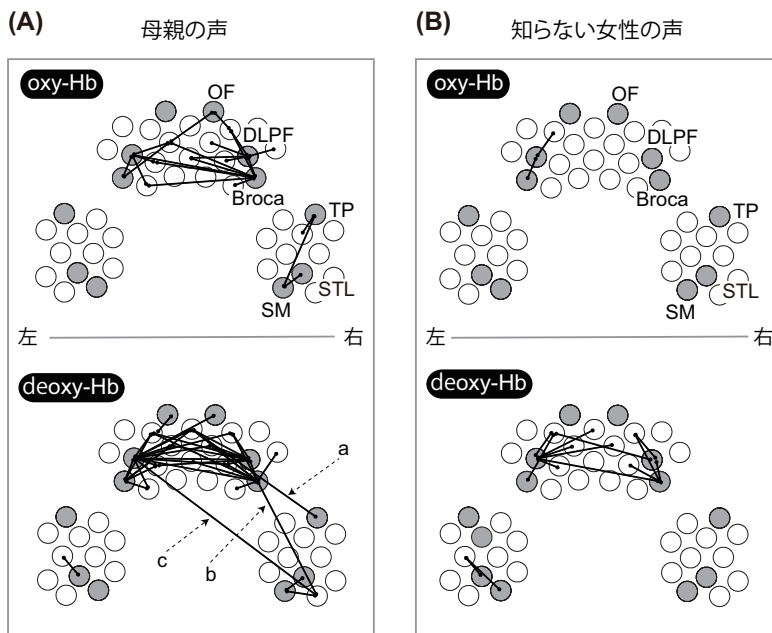 (A)
母親の声
oxy-Hb
OF
DLPF
Broca
TP
STL
SM
左
右
deoxy-Hb
a
b
c
(B)
知らない女性の声
oxy-Hb
OF
DLPF
Broca
TP
STL
SM
左
右
deoxy-Hb